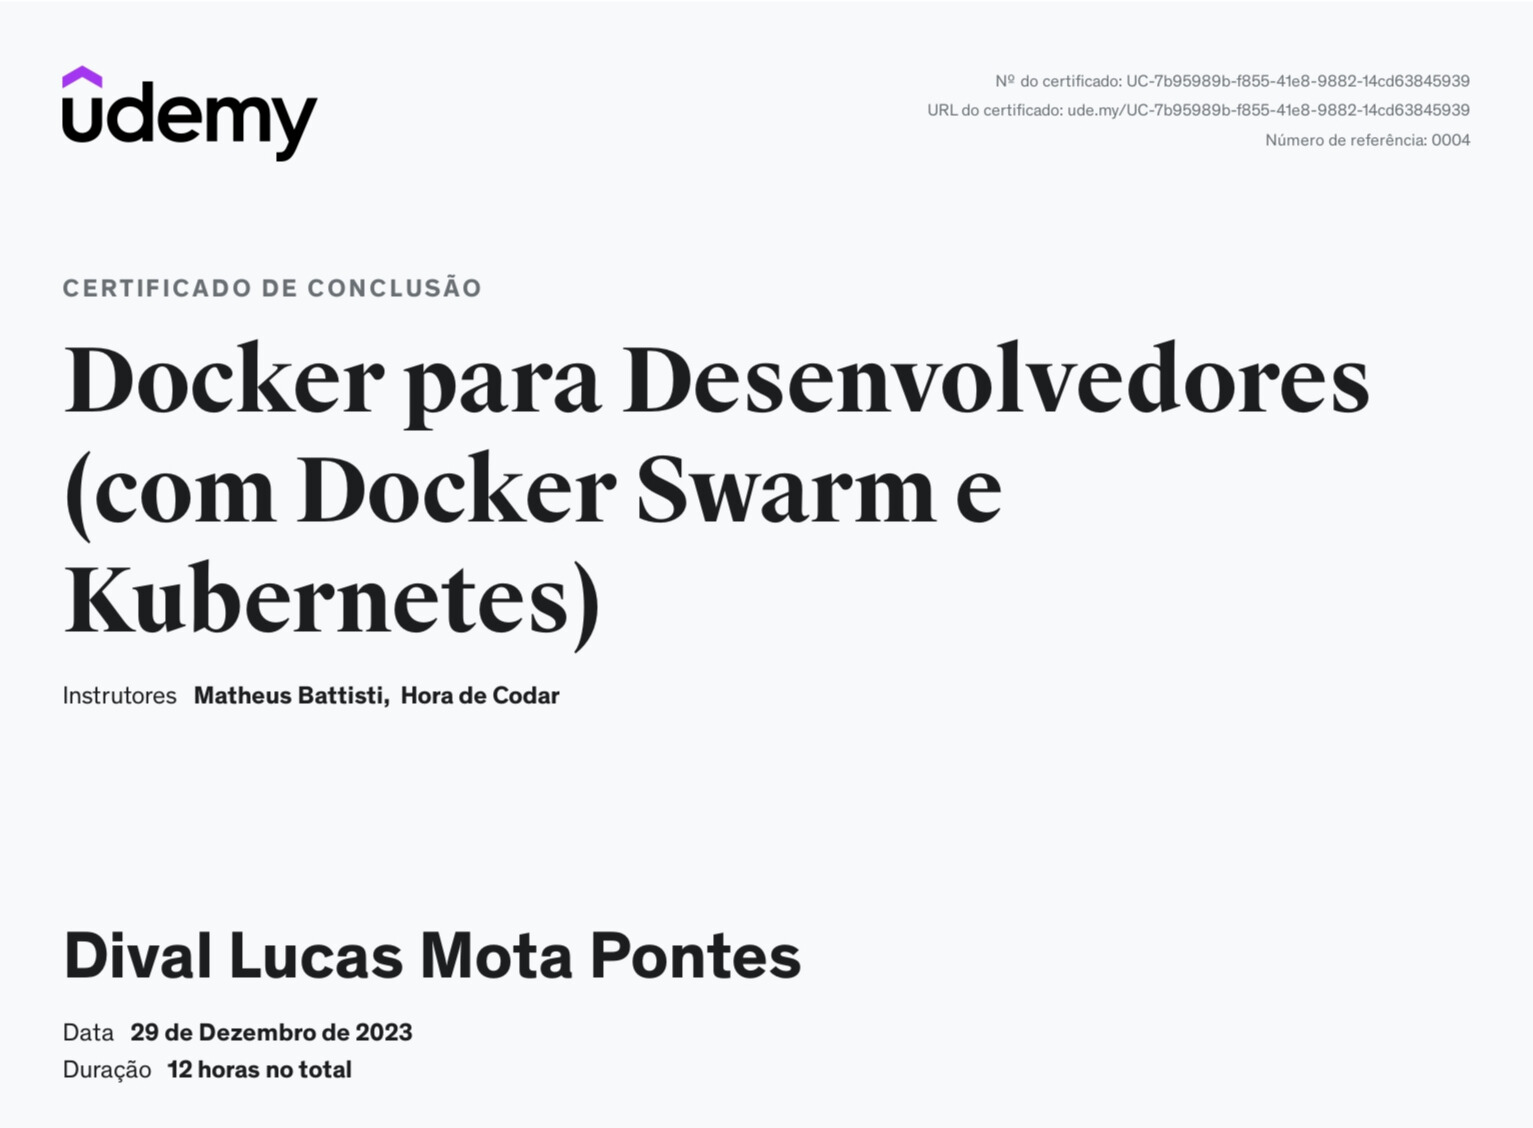 udemy
Nº do certificado: UC-7b95989b-f855-41e8-9882-14cd63845939
URL do certificado: ude.my/UC-7b95989b-f855-41e8-9882-14cd63845939
Número de referência: 0004
CERTIFICADO DE CONCLUSÃO
Docker para Desenvolvedores
(com Docker Swarm e
Kubernetes)
Instrutores Matheus Battisti, Hora de Codar
Dival Lucas Mota Pontes
Data 29 de Dezembro de 2023
Duração 12 horas no total